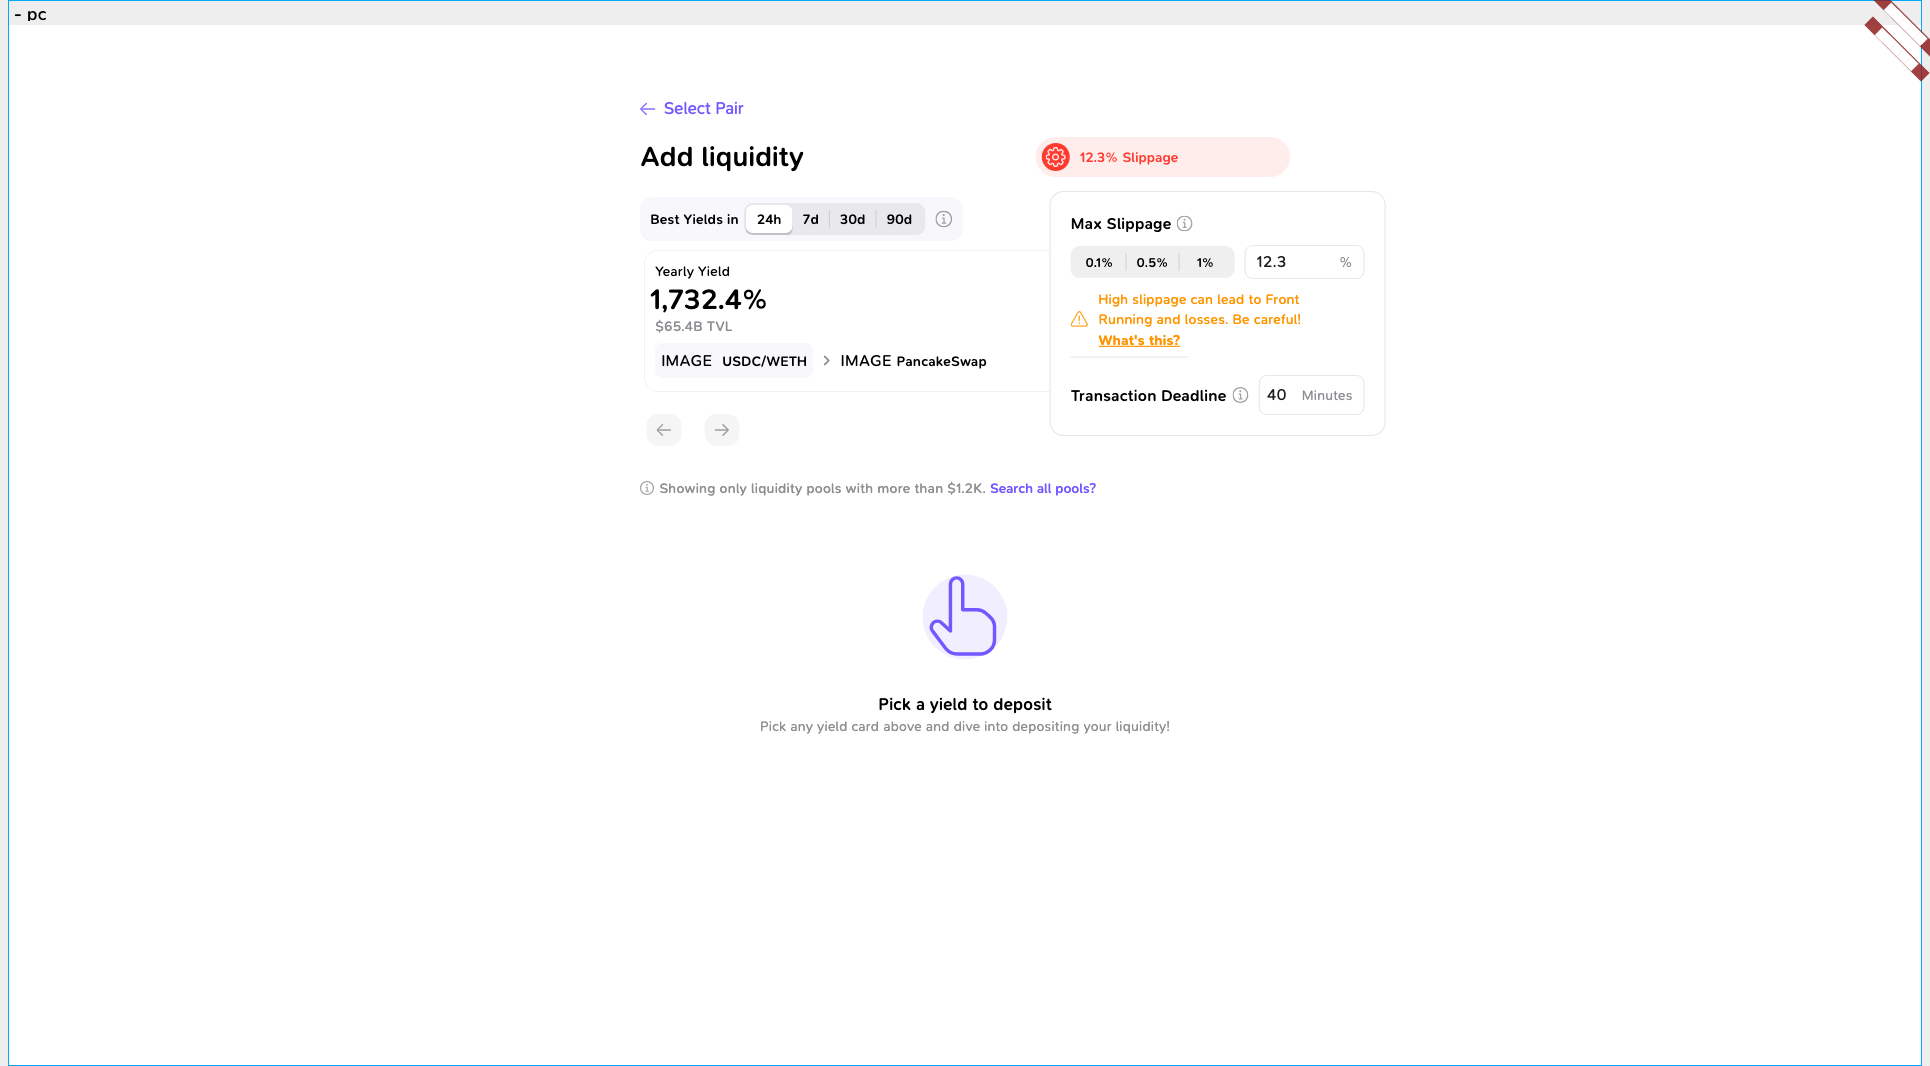 - pc
Select Pair
Add liquidity
12.3% Slippage
Best Yields in 24h 7d 30d 90d
Yearly Yield
1,732.4%
$65.4B TVL
IMAGE USDC/WETH > IMAGE PancakeSwap
Max Slippage
0.1% 0.5% 1% 12.3 %
High slippage can lead to Front
Running and losses. Be careful!
What's this?
Transaction Deadline 40 Minutes
Showing only liquidity pools with more than $1.2K. Search all pools?
Pick a yield to deposit
Pick any yield card above and dive into depositing your liquidity!